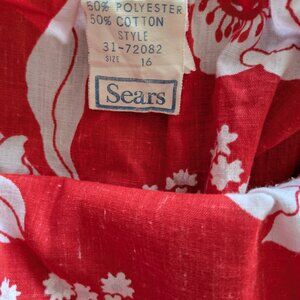 50% POLYESTER
50% COTTON
STYLE
31-72082
SIZE 16
Sears